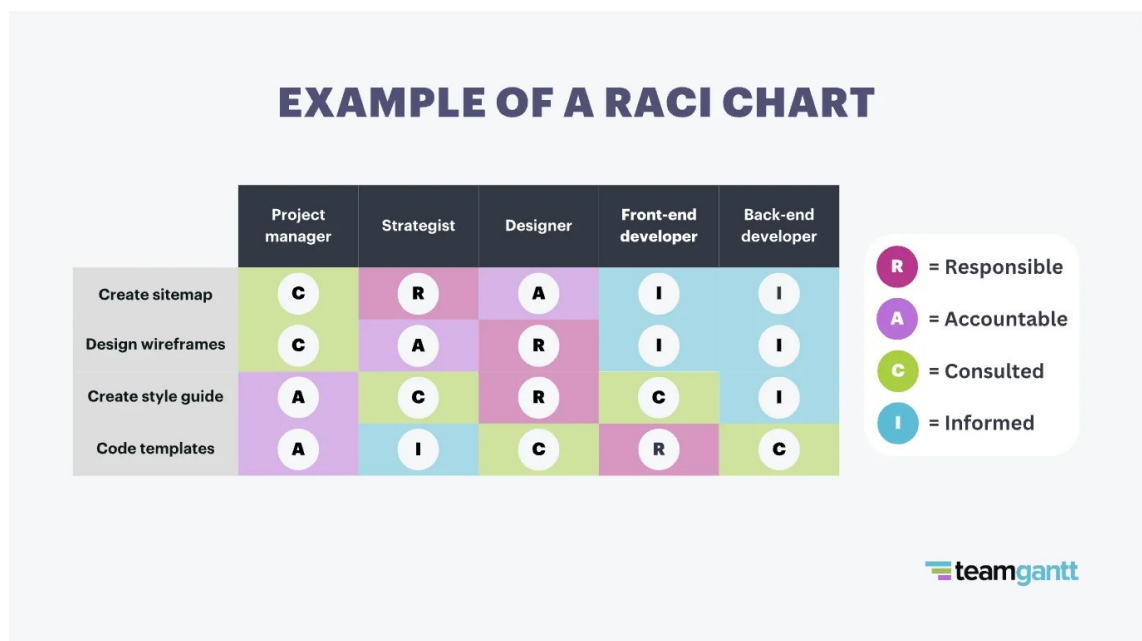 EXAMPLE OF A RACI CHART
Project manager Strategist Designer Front-end developer Back-end developer
Create sitemap C R A I I
Design wireframes C A R I I
Create style guide A C R C I
Code templates A I C R C
R = Responsible
A = Accountable
C = Consulted
I = Informed
teamgantt